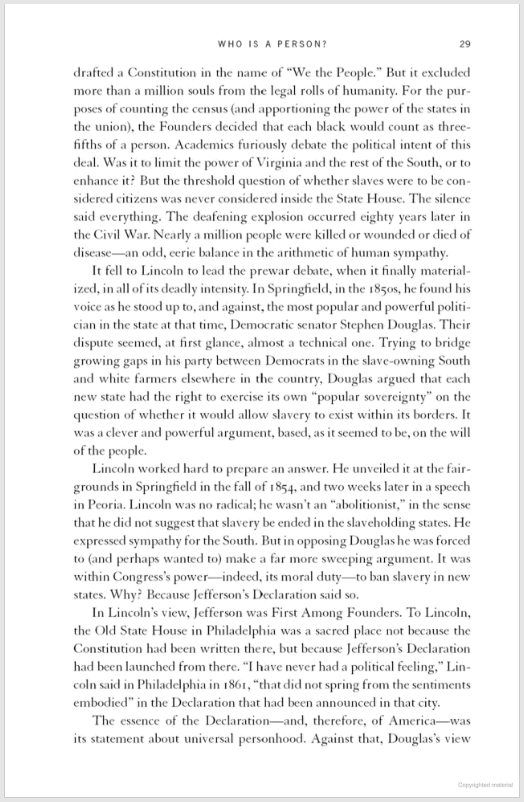 WHO IS A PERSON? 29
drafted a Constitution in the name of “We the People.” But it excluded
more than a million souls from the legal rolls of humanity. For the pur-
poses of counting the census (and apportioning the power of the states in
the union), the Founders decided that each black would count as three-
fifths of a person. Academics furiously debate the political intent of this
deal. Was it to limit the power of Virginia and the rest of the South, or to
enhance it? But the threshold question of whether slaves were to be con-
sidered citizens was never considered inside the State House. The silence
said everything. The deafening explosion occurred eighty years later in
the Civil War. Nearly a million people were killed or wounded or died of
disease—an odd, eerie balance in the arithmetic of human sympathy.
It fell to Lincoln to lead the prewar debate, when it finally material-
ized, in all of its deadly intensity. In Springfield, in the 1850s, he found his
voice as he stood up to, and against, the most popular and powerful politi-
cian in the state at that time, Democratic senator Stephen Douglas. Their
dispute seemed, at first glance, almost a technical one. Trying to bridge
growing gaps in his party between Democrats in the slave-owning South
and white farmers elsewhere in the country, Douglas argued that each
new state had the right to exercise its own “popular sovereignty” on the
question of whether it would allow slavery to exist within its borders. It
was a clever and powerful argument, based, as it seemed to be, on the will
of the people.
Lincoln worked hard to prepare an answer. He unveiled it at the fair-
grounds in Springfield in the fall of 1854, and two weeks later in a speech
in Peoria. Lincoln was no radical; he wasn’t an “abolitionist,” in the sense
that he did not suggest that slavery be ended in the slaveholding states. He
expressed sympathy for the South. But in opposing Douglas he was forced
to (and perhaps wanted to) make a far more sweeping argument. It was
within Congress’s power—indeed, its moral duty—to ban slavery in new
states. Why? Because Jefferson’s Declaration said so.
In Lincoln’s view, Jefferson was First Among Founders. To Lincoln,
the Old State House in Philadelphia was a sacred place not because the
Constitution had been written there, but because Jefferson’s Declaration
had been launched from there. “I have never had a political feeling,” Lin-
coln said in Philadelphia in 1861, “that did not spring from the sentiments
embodied” in the Declaration that had been announced in that city.
The essence of the Declaration—and, therefore, of America—was
its statement about universal personhood. Against that, Douglas’s view
Copyrighted material